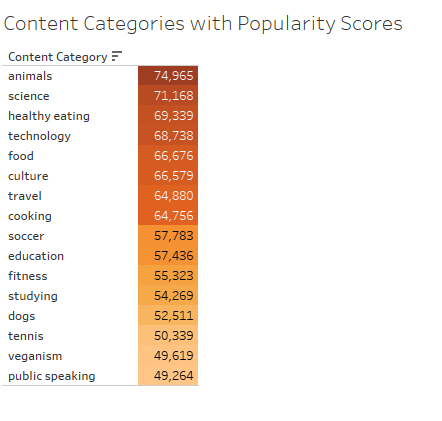 Content Categories with Popularity Scores
Content Category
animals 74,965
science 71,168
healthy eating 69,339
technology 68,738
food 66,676
culture 66,579
travel 64,880
cooking 64,756
soccer 57,783
education 57,436
fitness 55,323
studying 54,269
dogs 52,511
tennis 50,339
veganism 49,619
public speaking 49,264